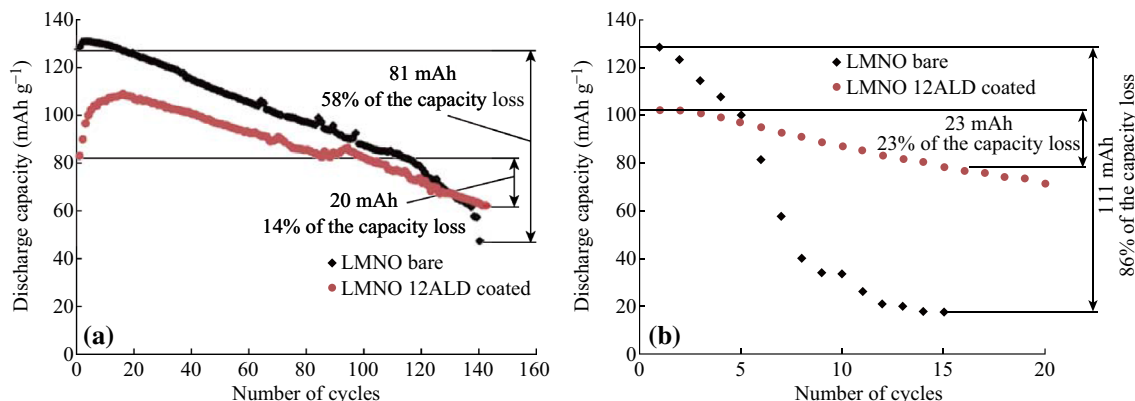 140
120
100
80
60
40
20
0
Discharge capacity (mAh g⁻¹)
81 mAh
58% of the capacity loss
20 mAh
14% of the capacity loss
LMNO bare
LMNO 12ALD coated
(a)
0 20 40 60 80 100 120 140 160
Number of cycles
140
120
100
80
60
40
20
0
Discharge capacity (mAh g⁻¹)
LMNO bare
LMNO 12ALD coated
23 mAh
23% of the capacity loss
111 mAh
86% of the capacity loss
(b)
0 5 10 15 20
Number of cycles